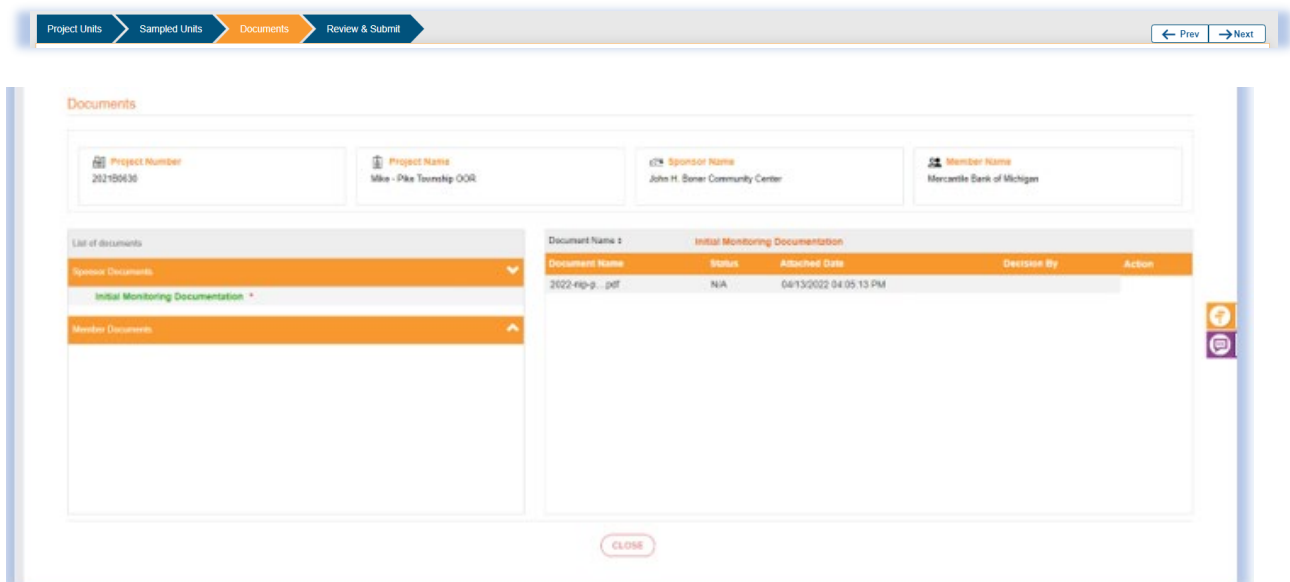 Project Units Sampled Units Documents Review & Submit Prev Next
Documents
Project Number Project Name Sponsor Name Member Name
2021B0630 Mike - Pike Township OOR John H. Boner Community Center Mercantile Bank of Michigan
List of documents Document Name Initial Monitoring Documentation
Sponsor Documents Document Name Status Attached Date Decision By Action
Initial Monitoring Documentation * 2022-nip-p... pdf N/A 04/13/2022 04:05:13 PM
Member Documents
CLOSE